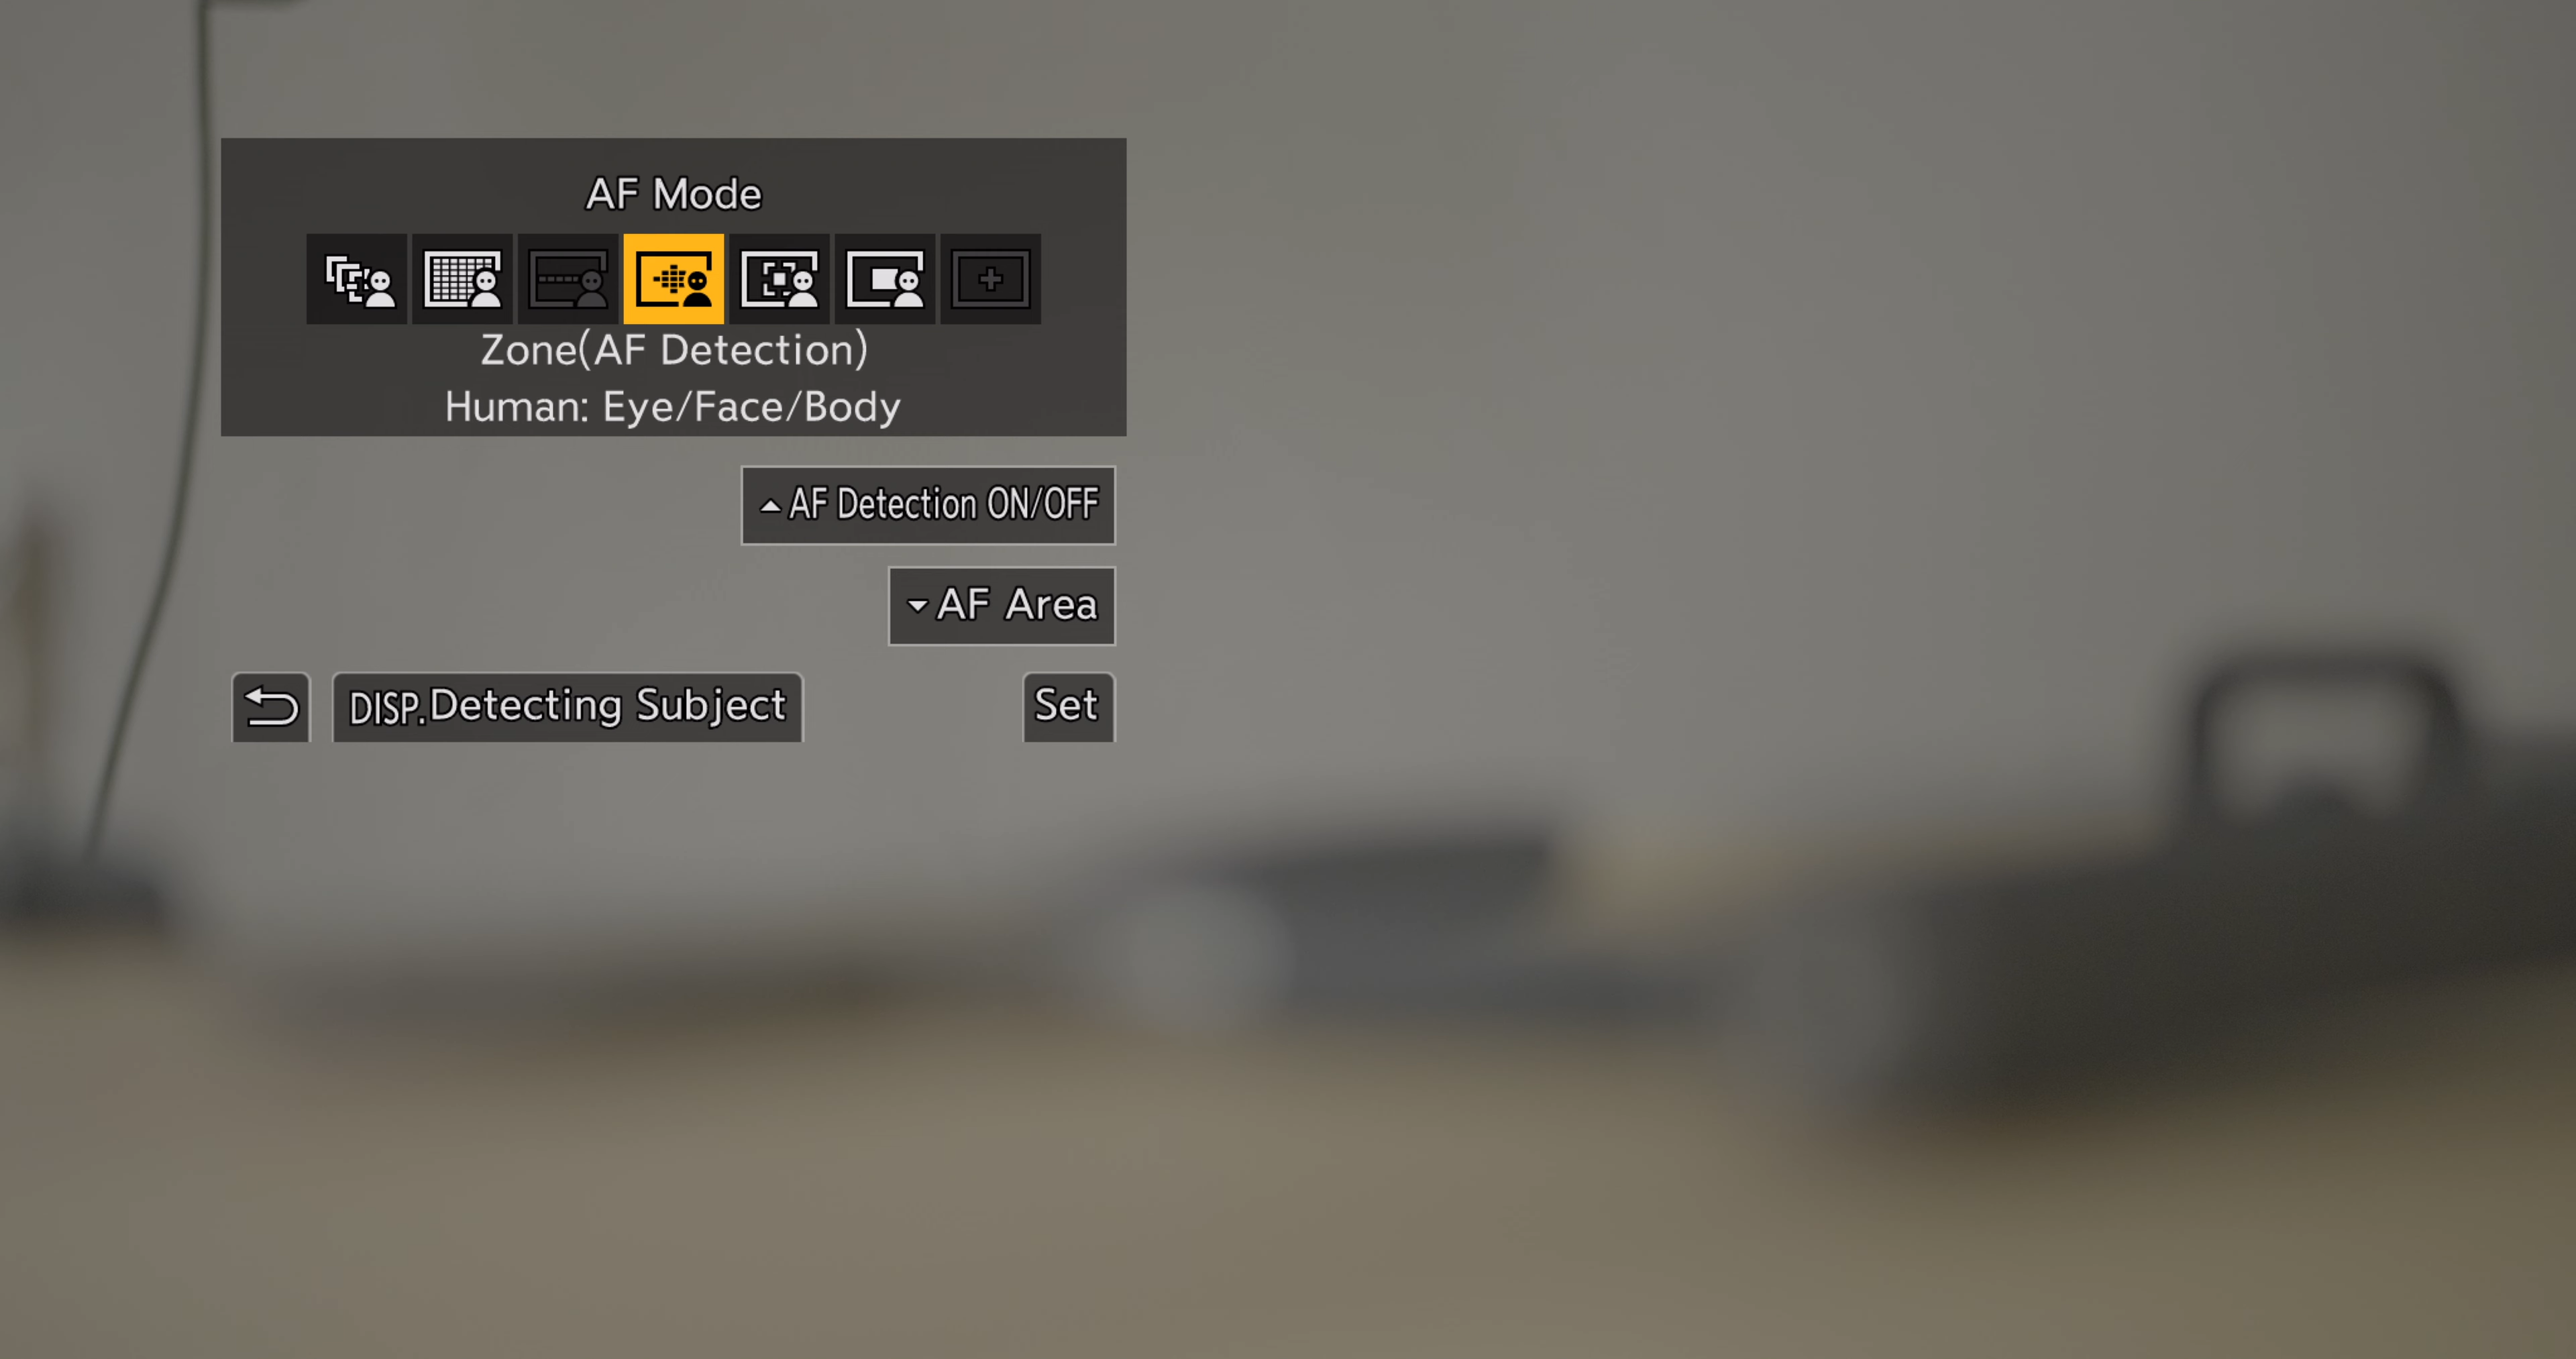 AF Mode
Zone(AF Detection)
Human: Eye/Face/Body
AF Detection ON/OFF
AF Area
DISP.Detecting Subject
Set